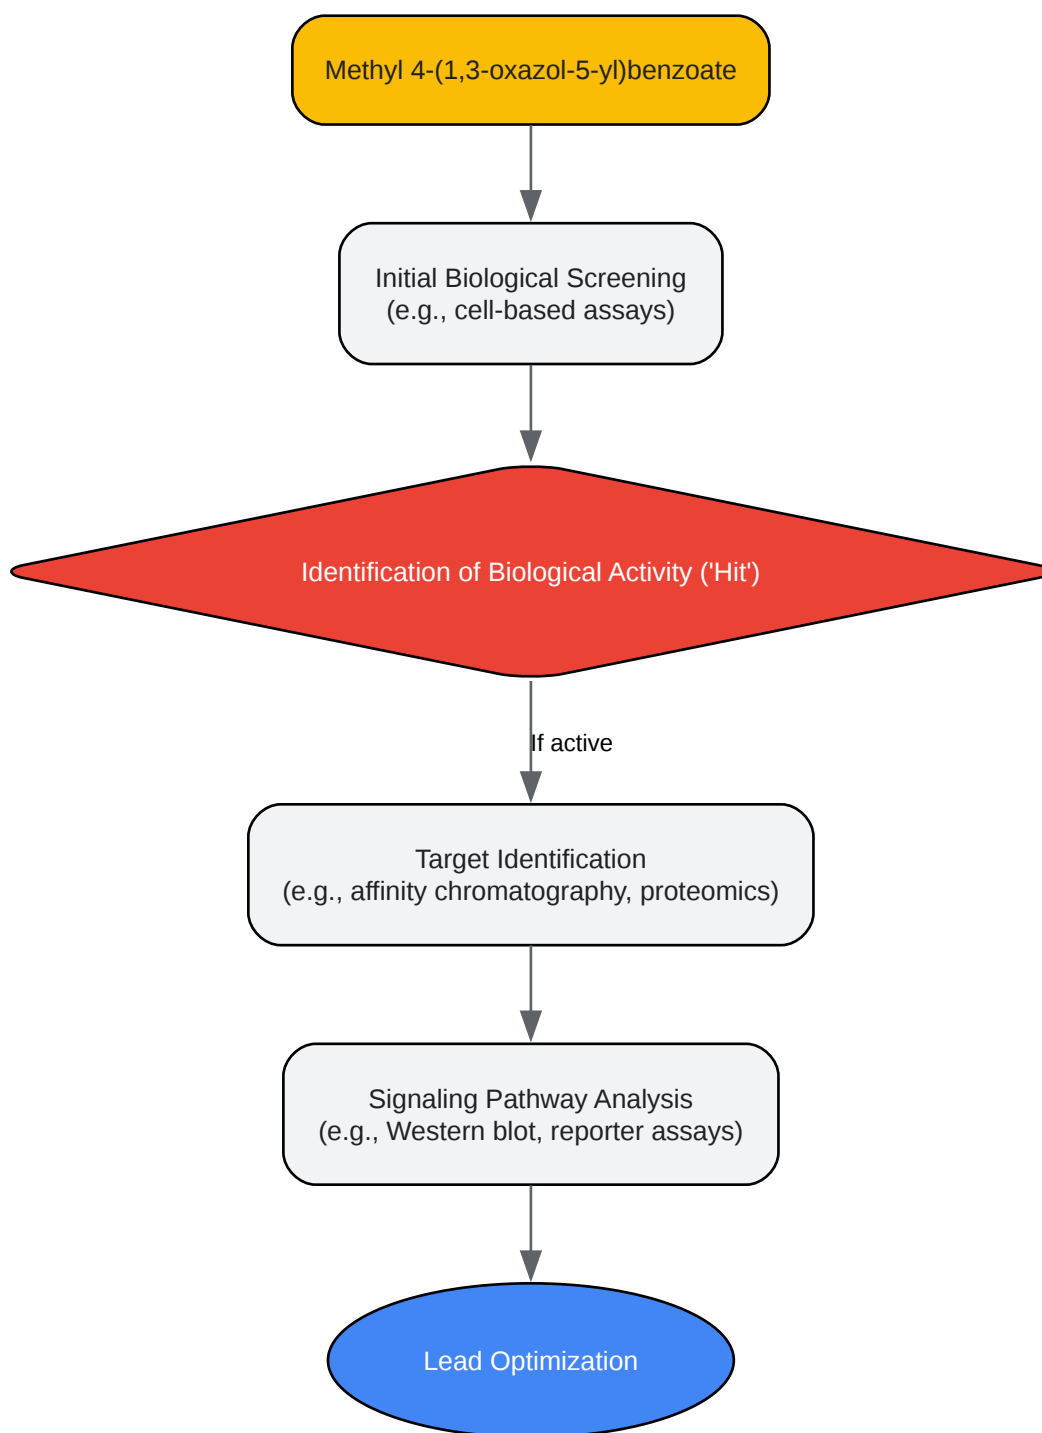 Methyl 4-(1,3-oxazol-5-yl)benzoate
Initial Biological Screening
(e.g., cell-based assays)
Identification of Biological Activity ('Hit')
If active
Target Identification
(e.g., affinity chromatography, proteomics)
Signaling Pathway Analysis
(e.g., Western blot, reporter assays)
Lead Optimization